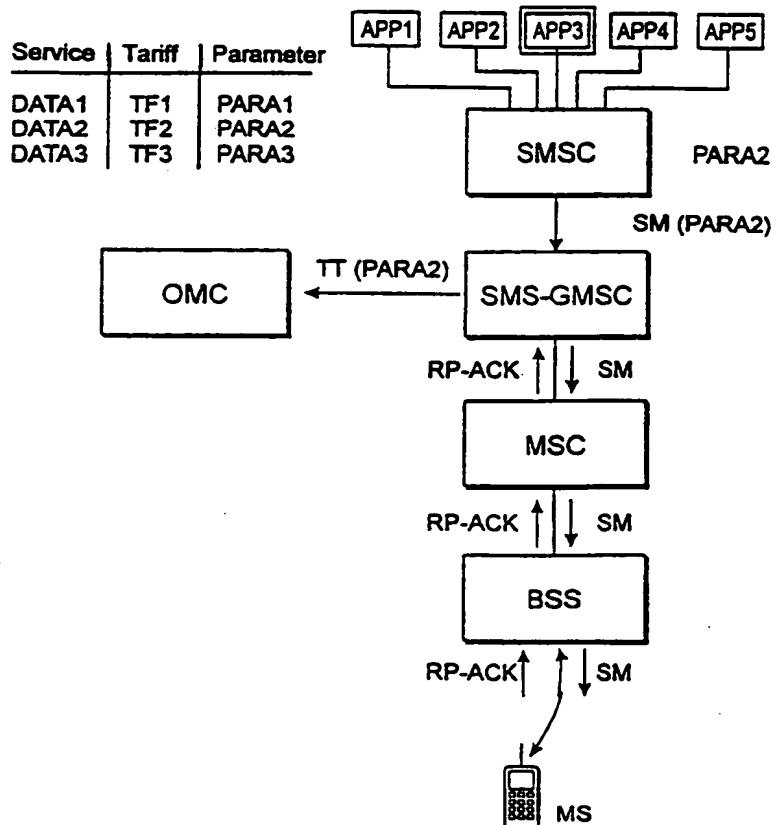 APP1 APP2 APP3 APP4 APP5
Service Tariff Parameter
DATA1 TF1 PARA1
DATA2 TF2 PARA2
DATA3 TF3 PARA3
SMSC PARA2
SM (PARA2)
OMC TT (PARA2) SMS-GMSC
RP-ACK SM
MSC
RP-ACK SM
BSS
RP-ACK SM
MS